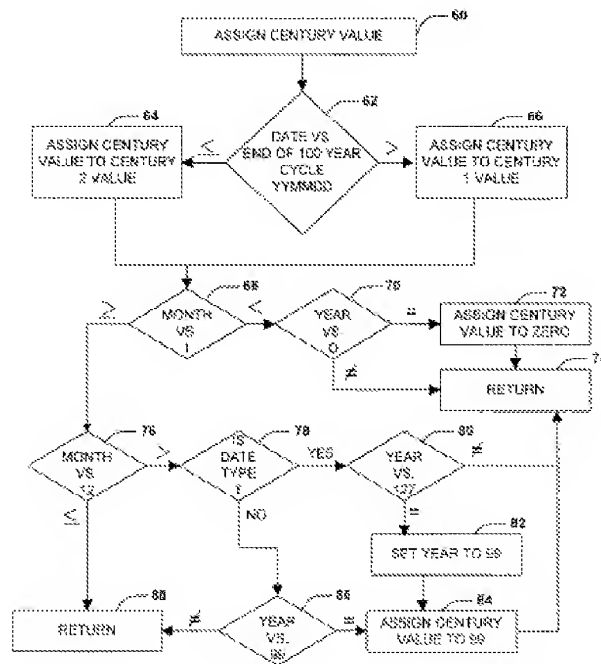 60
ASSIGN CENTURY VALUE
62
64
66
ASSIGN CENTURY
VALUE TO CENTURY
2 VALUE
≤
DATE VS.
END OF 100 YEAR
CYCLE
YYMMDD
>
ASSIGN CENTURY
VALUE TO CENTURY
1 VALUE
68
70
72
≥
MONTH
VS.
1
<
YEAR
VS.
0
=
ASSIGN CENTURY
VALUE TO ZERO
≠
RETURN
76
78
80
MONTH
VS.
12
>
IS
DATE
TYPE
YES
YEAR
VS.
127
≠
≤
NO
=
82
SET YEAR TO 99
88
86
84
RETURN
≠
YEAR
VS.
99
=
ASSIGN CENTURY
VALUE TO 99